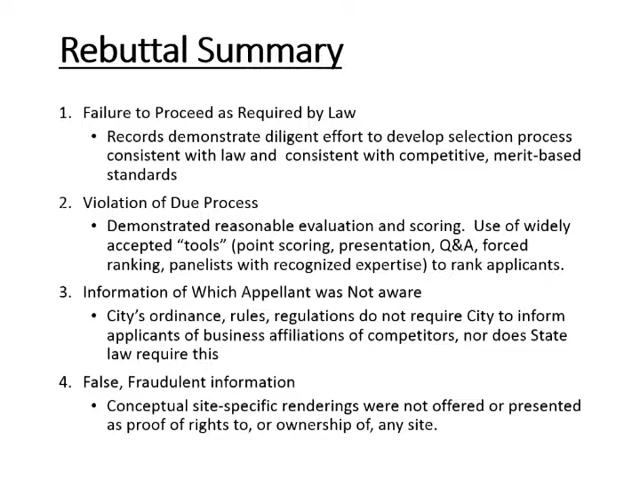 Rebuttal Summary
1. Failure to Proceed as Required by Law
• Records demonstrate diligent effort to develop selection process
consistent with law and consistent with competitive, merit-based
standards
2. Violation of Due Process
• Demonstrated reasonable evaluation and scoring. Use of widely
accepted “tools” (point scoring, presentation, Q&A, forced
ranking, panelists with recognized expertise) to rank applicants.
3. Information of Which Appellant was Not aware
• City’s ordinance, rules, regulations do not require City to inform
applicants of business affiliations of competitors, nor does State
law require this
4. False, Fraudulent information
• Conceptual site-specific renderings were not offered or presented
as proof of rights to, or ownership of, any site.